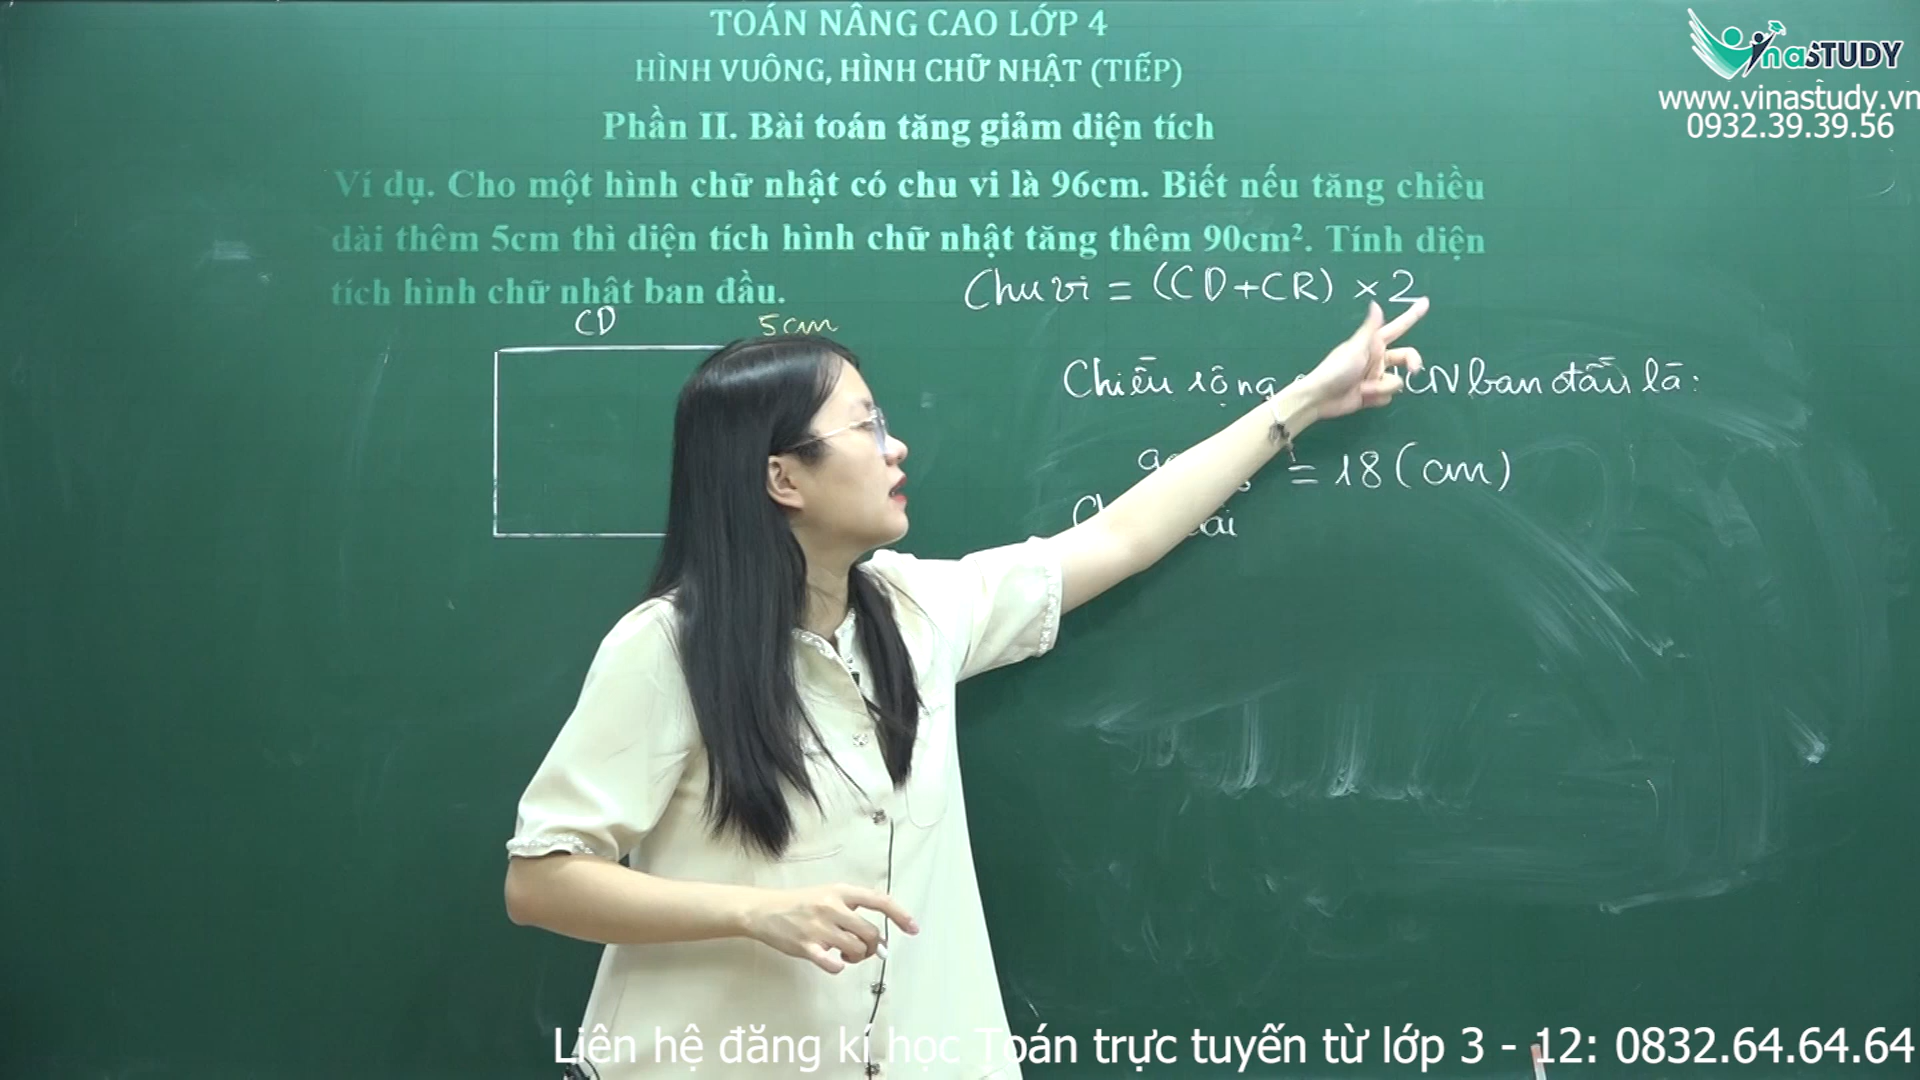 TOÁN NÂNG CAO LỚP 4
HÌNH VUÔNG, HÌNH CHỮ NHẬT (TIẾP)
Phần II. Bài toán tăng giảm diện tích
Ví dụ. Cho một hình chữ nhật có chu vi là 96cm. Biết nếu tăng chiều
dài thêm 5cm thì diện tích hình chữ nhật tăng thêm 90cm². Tính diện
tích hình chữ nhật ban đầu.
Chu vi = (CD+CR) × 2
CD
5cm
Chiều rộng CN ban đầu là:
= 18 (cm)
VinaSTUDY
www.vinastudy.vn
0932.39.39.56
Liên hệ đăng kí học Toán trực tuyến từ lớp 3 - 12: 0832.64.64.64